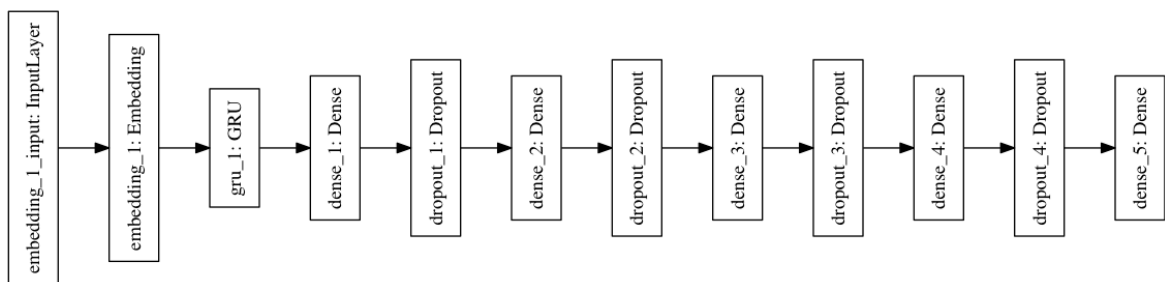 embedding_1_input: InputLayer
embedding_1: Embedding
gru_1: GRU
dense_1: Dense
dropout_1: Dropout
dense_2: Dense
dropout_2: Dropout
dense_3: Dense
dropout_3: Dropout
dense_4: Dense
dropout_4: Dropout
dense_5: Dense